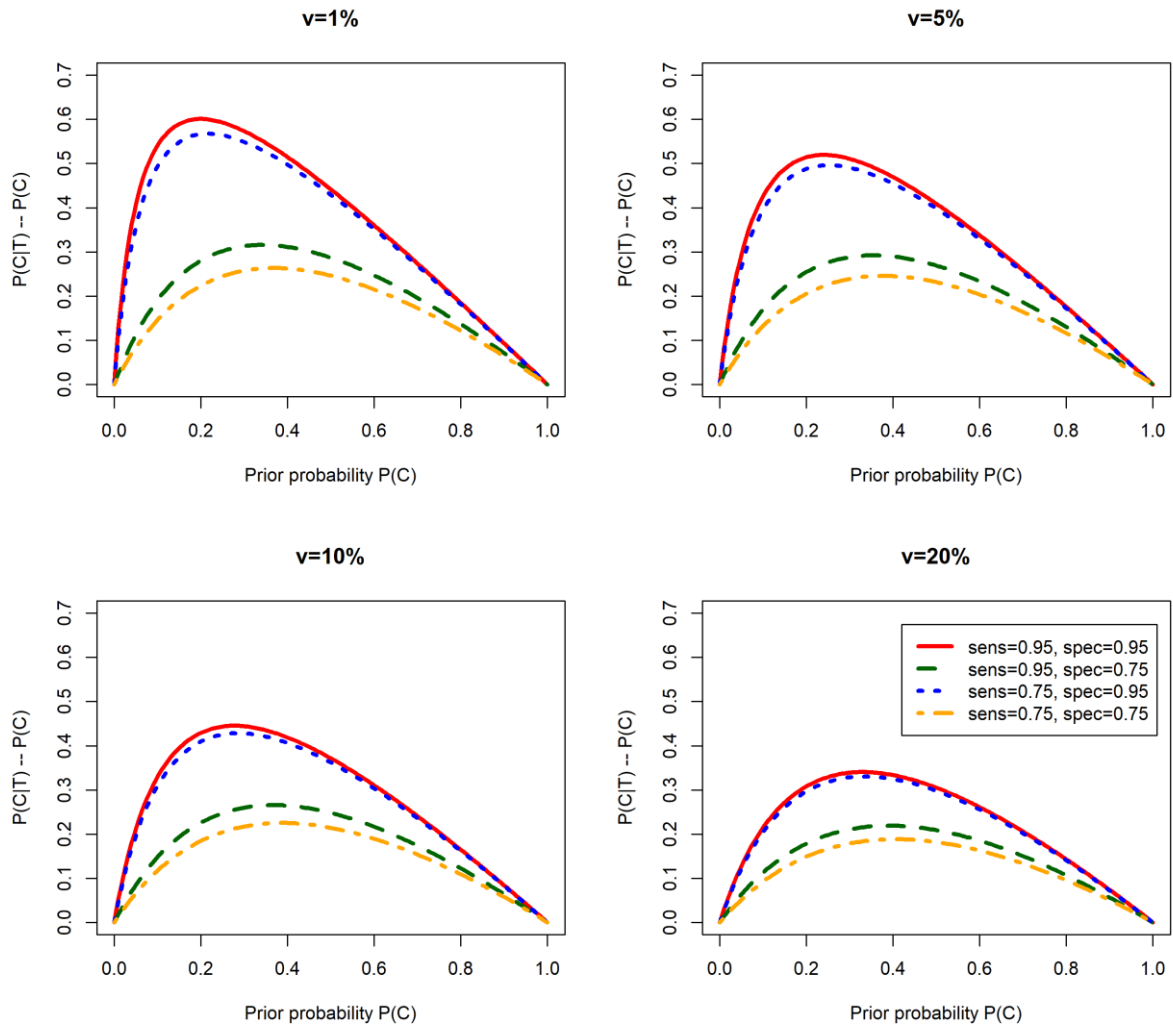 v=1%
P(C|T) -- P(C)
0.7
0.6
0.5
0.4
0.3
0.2
0.1
0.0
0.0 0.2 0.4 0.6 0.8 1.0
Prior probability P(C)
v=5%
P(C|T) -- P(C)
0.7
0.6
0.5
0.4
0.3
0.2
0.1
0.0
0.0 0.2 0.4 0.6 0.8 1.0
Prior probability P(C)
v=10%
P(C|T) -- P(C)
0.7
0.6
0.5
0.4
0.3
0.2
0.1
0.0
0.0 0.2 0.4 0.6 0.8 1.0
Prior probability P(C)
v=20%
P(C|T) -- P(C)
0.7
0.6
0.5
0.4
0.3
0.2
0.1
0.0
sens=0.95, spec=0.95
sens=0.95, spec=0.75
sens=0.75, spec=0.95
sens=0.75, spec=0.75
0.0 0.2 0.4 0.6 0.8 1.0
Prior probability P(C)